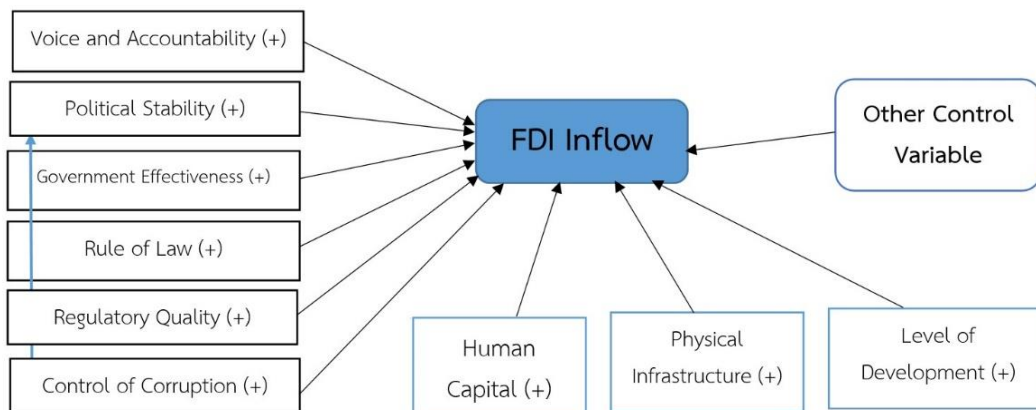 Voice and Accountability (+)
Political Stability (+)
Government Effectiveness (+)
Rule of Law (+)
Regulatory Quality (+)
Control of Corruption (+)
FDI Inflow
Other Control
Variable
Human
Capital (+)
Physical
Infrastructure (+)
Level of
Development (+)